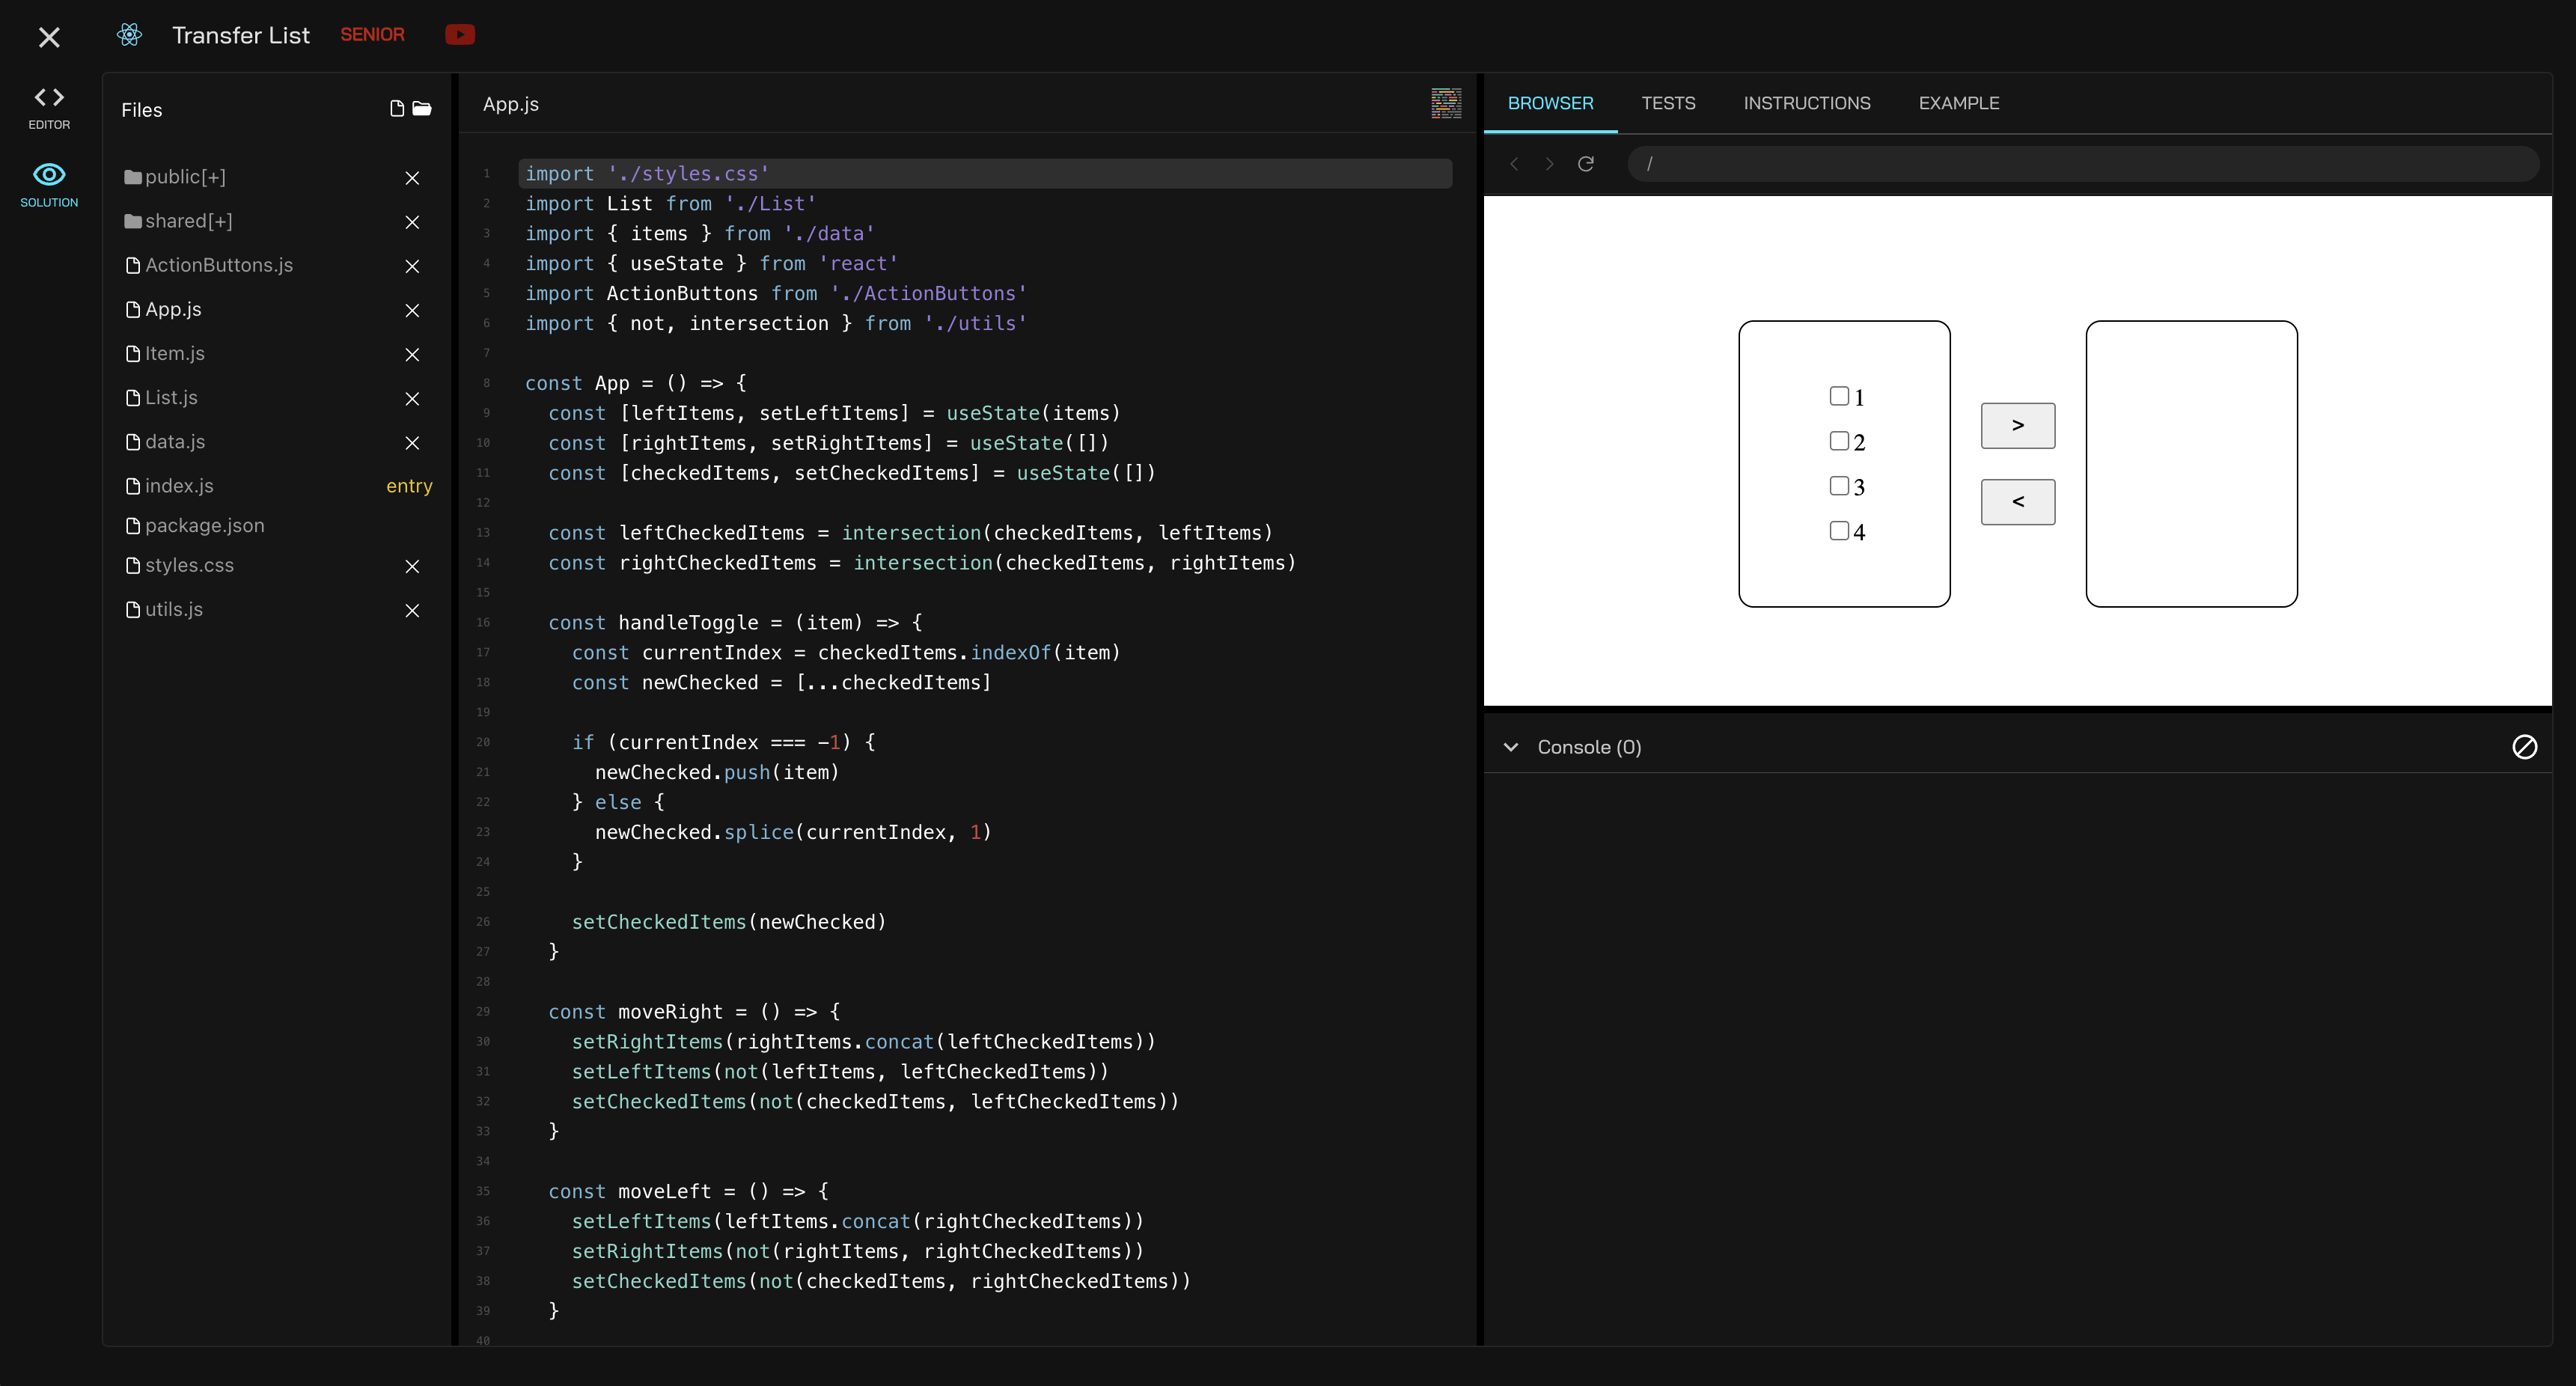 Transfer List SENIOR
EDITOR
SOLUTION
Files
public[+]
shared[+]
ActionButtons.js
App.js
Item.js
List.js
data.js
index.js entry
package.json
styles.css
utils.js
App.js
1 import './styles.css'
2 import List from './List'
3 import { items } from './data'
4 import { useState } from 'react'
5 import ActionButtons from './ActionButtons'
6 import { not, intersection } from './utils'
7
8 const App = () => {
9 const [leftItems, setLeftItems] = useState(items)
10 const [rightItems, setRightItems] = useState([])
11 const [checkedItems, setCheckedItems] = useState([])
12
13 const leftCheckedItems = intersection(checkedItems, leftItems)
14 const rightCheckedItems = intersection(checkedItems, rightItems)
15
16 const handleToggle = (item) => {
17 const currentIndex = checkedItems.indexOf(item)
18 const newChecked = [...checkedItems]
19
20 if (currentIndex === -1) {
21 newChecked.push(item)
22 } else {
23 newChecked.splice(currentIndex, 1)
24 }
25
26 setCheckedItems(newChecked)
27 }
28
29 const moveRight = () => {
30 setRightItems(rightItems.concat(leftCheckedItems))
31 setLeftItems(not(leftItems, leftCheckedItems))
32 setCheckedItems(not(checkedItems, leftCheckedItems))
33 }
34
35 const moveLeft = () => {
36 setLeftItems(leftItems.concat(rightCheckedItems))
37 setRightItems(not(rightItems, rightCheckedItems))
38 setCheckedItems(not(checkedItems, rightCheckedItems))
39 }
40
BROWSER TESTS INSTRUCTIONS EXAMPLE
/
1
2
3
4
>
<
Console (0)